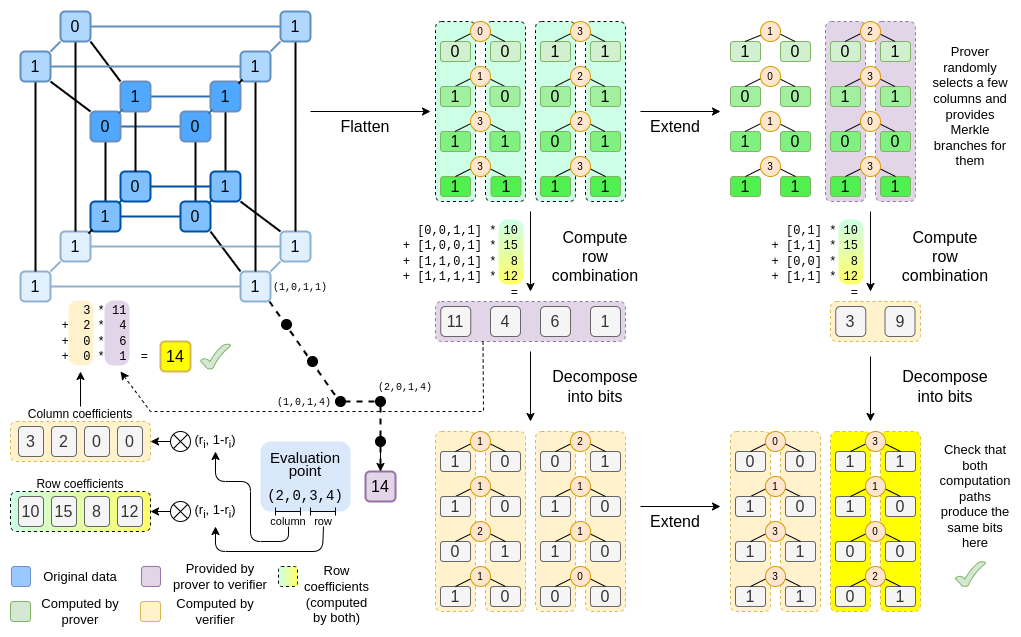 0 1
1 1
1 1
0 0
0 1
1 0
1 1
1 1
(1,0,1,1)
Flatten
0 3
0 0 1 1
1 2
1 0 0 1
3 2
1 1 0 1
3 3
1 1 1 1
Extend
1 2
1 0 0 1
0 3
0 0 1 1
1 0
1 0 0 0
3 3
1 1 1 1
Prover
randomly
selects a few
columns and
provides
Merkle
branches for
them
[0,0,1,1] * 10
+ [1,0,0,1] * 15
+ [1,1,0,1] * 8
+ [1,1,1,1] * 12
=
Compute
row
combination
[0,1] * 10
+ [1,1] * 15
+ [0,0] * 8
+ [1,1] * 12
=
Compute
row
combination
11 4 6 1
3 9
3 * 11
+ 2 * 4
+ 0 * 6
+ 0 * 1 = 14
(1,0,1,4)
(2,0,1,4)
14
Decompose
into bits
Decompose
into bits
Column coefficients
3 2 0 0
(ri, 1-ri)
Row coefficients
10 15 8 12
(ri, 1-ri)
Evaluation
point
(2,0,3,4)
column row
1 2
1 0 0 1
1 1
1 0 1 0
2 1
0 1 1 0
1 0
1 0 0 0
Extend
0 3
0 0 1 1
1 1
1 0 1 0
3 0
1 1 0 0
3 2
1 1 0 1
Check that
both
computation
paths
produce the
same bits
here
Original data
Provided by
prover to verifier
Row
coefficients
(computed
by both)
Computed by
prover
Computed by
verifier